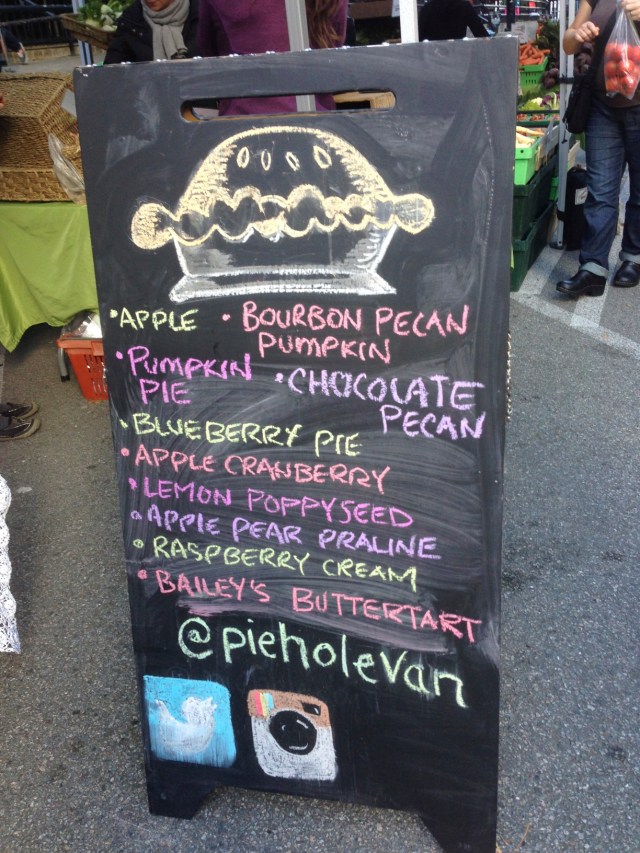 •APPLE • BOURBON PECAN
PUMPKIN
•PUMPKIN
PIE
•CHOCOLATE
PECAN
•BLUEBERRY PIE
•APPLE CRANBERRY
•LEMON POPPYSEED
•APPLE PEAR PRALINE
•RASPBERRY CREAM
•BAILEY'S BUTTERTART
@pieholevan